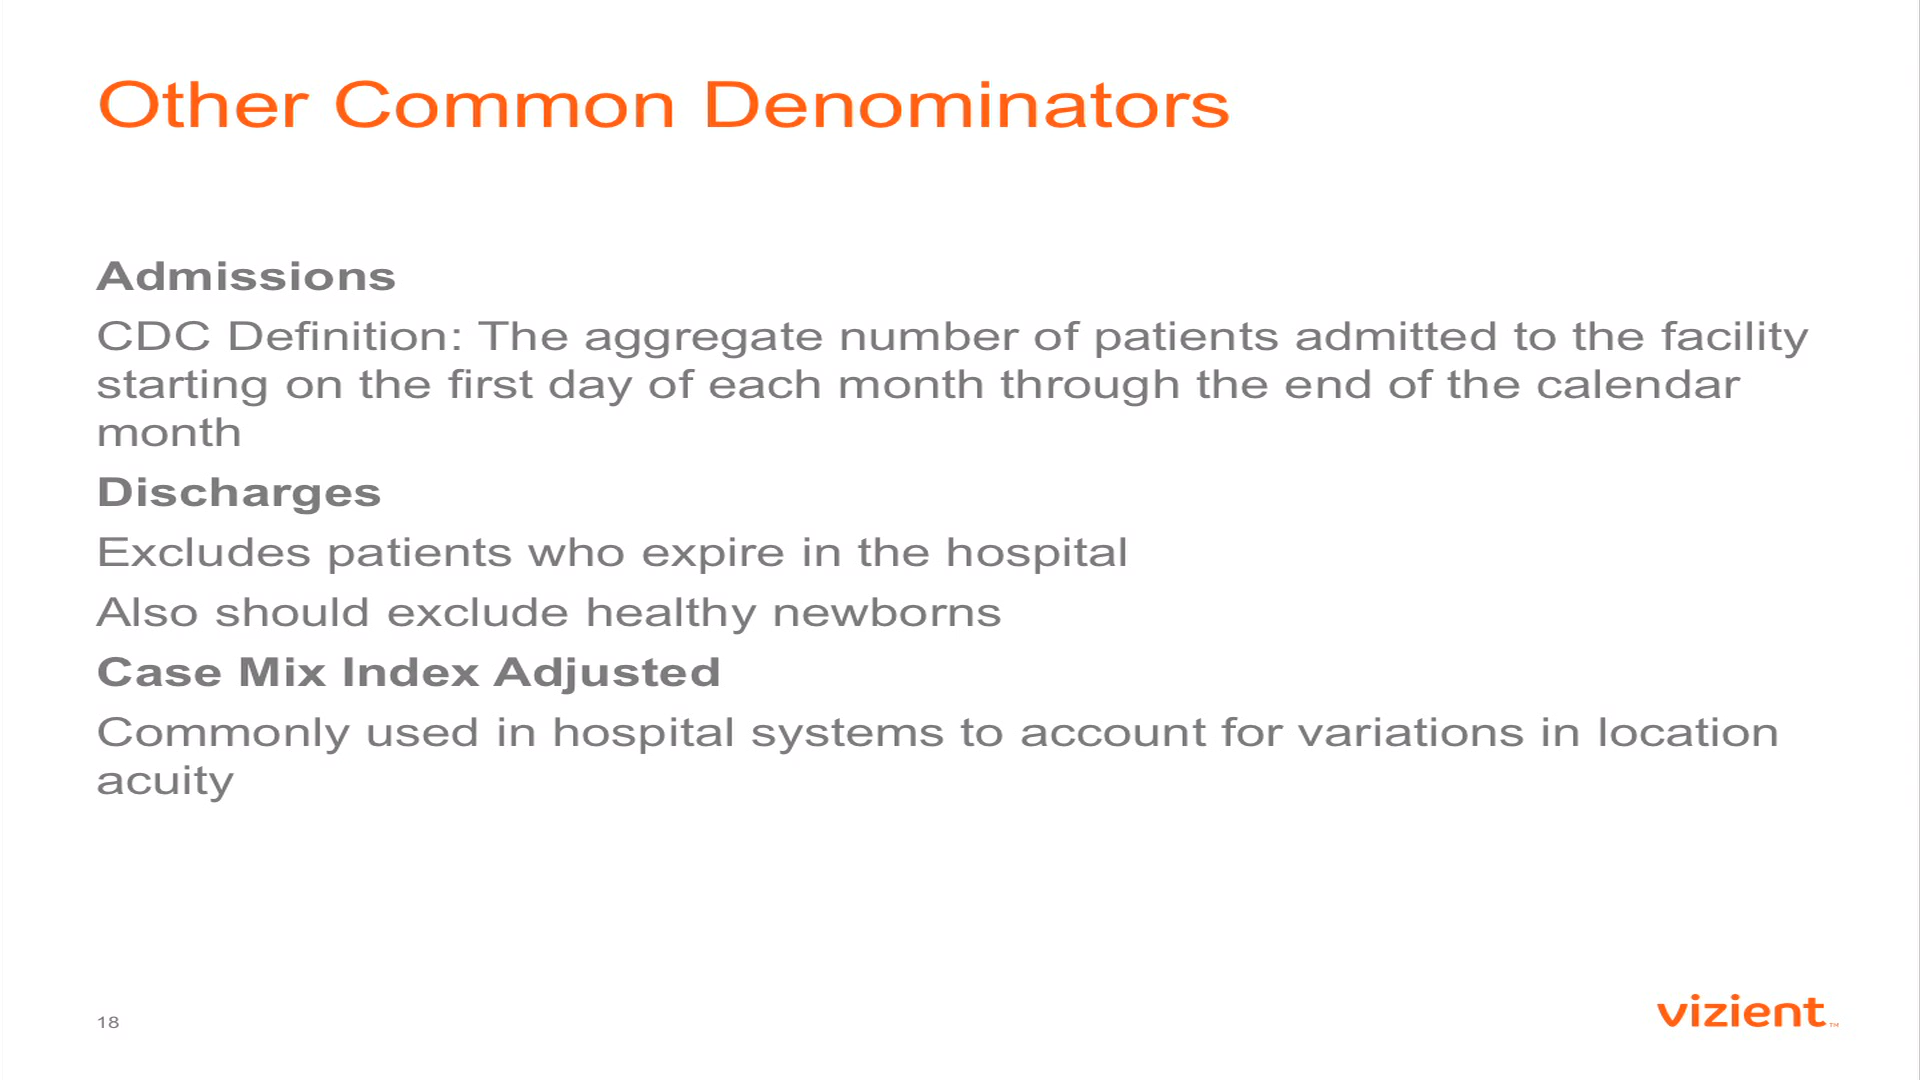 Other Common Denominators
Admissions
CDC Definition: The aggregate number of patients admitted to the facility
starting on the first day of each month through the end of the calendar
month
Discharges
Excludes patients who expire in the hospital
Also should exclude healthy newborns
Case Mix Index Adjusted
Commonly used in hospital systems to account for variations in location
acuity
18
vizient™